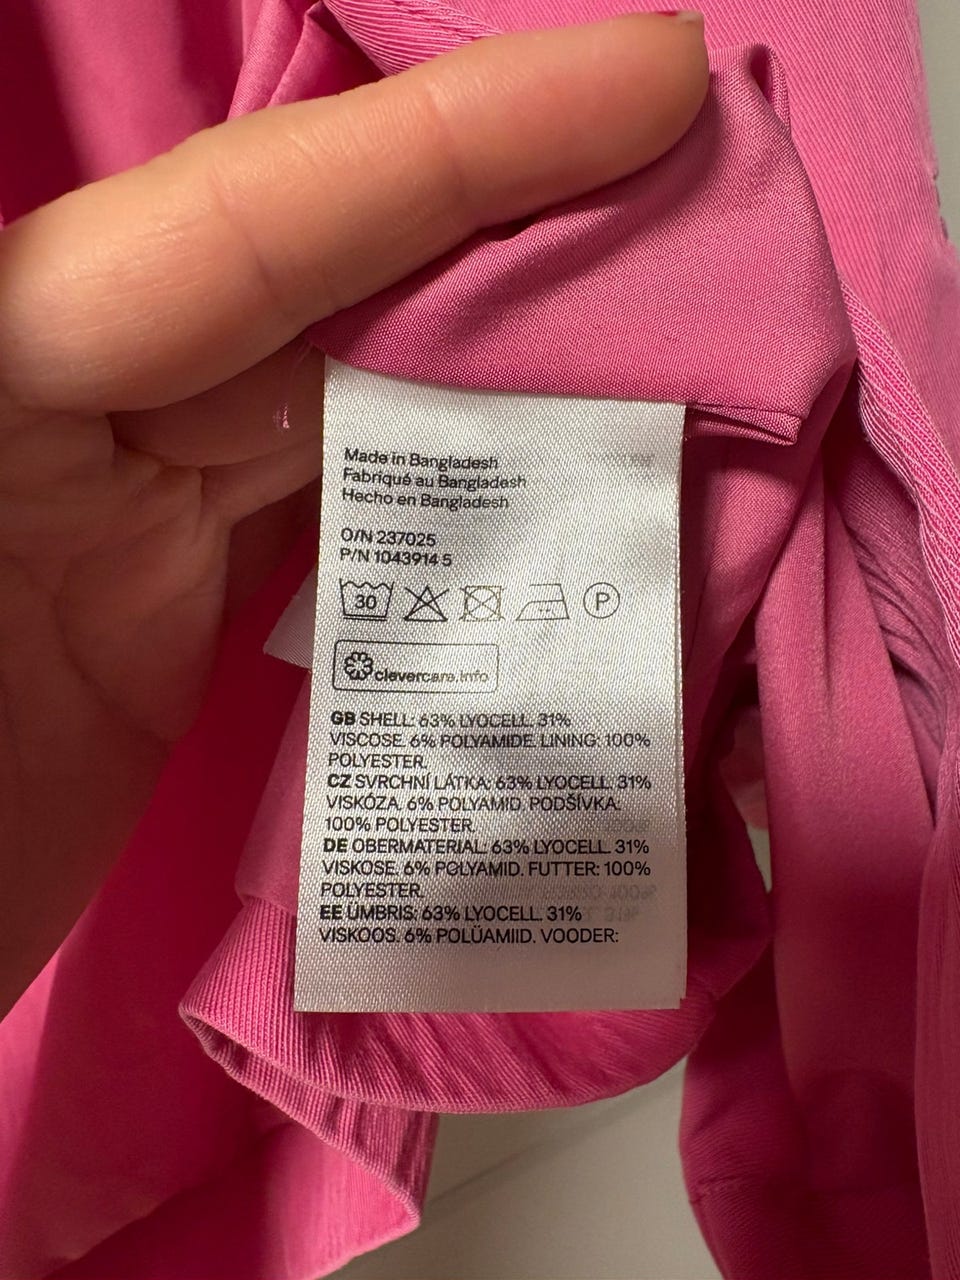 Made in Bangladesh
Fabriqué au Bangladesh
Hecho en Bangladesh
O/N 237025
P/N 1043914 5
30
P
clevercare.info
GB SHELL: 63% LYOCELL. 31%
VISCOSE. 6% POLYAMIDE. LINING: 100%
POLYESTER.
CZ SVRCHNÍ LÁTKA: 63% LYOCELL. 31%
VISKÓZA. 6% POLYAMID. PODŠÍVKA:
100% POLYESTER.
DE OBERMATERIAL: 63% LYOCELL. 31%
VISKOSE. 6% POLYAMID. FUTTER: 100%
POLYESTER.
EE ÜMBRIS: 63% LYOCELL. 31%
VISKOOS. 6% POLÜAMIID. VOODER: